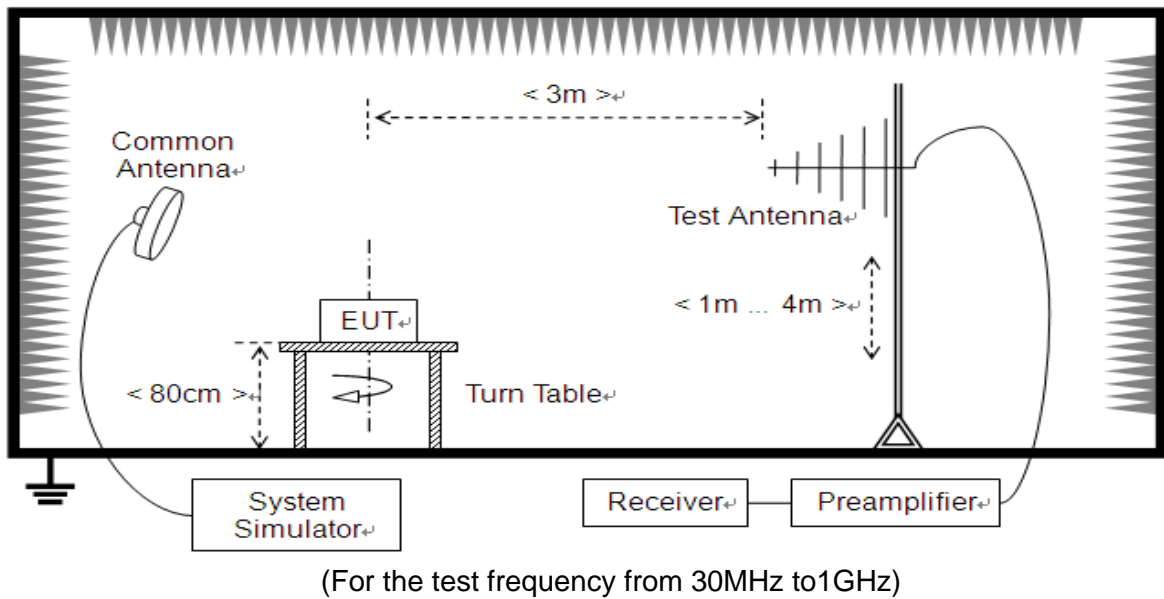 < 3m >↵
Common
Antenna↵
Test Antenna↵
< 1m ... 4m >↵
EUT↵
< 80cm >↵
Turn Table↵
System
Simulator↵
Receiver↵
Preamplifier↵
(For the test frequency from 30MHz to1GHz)